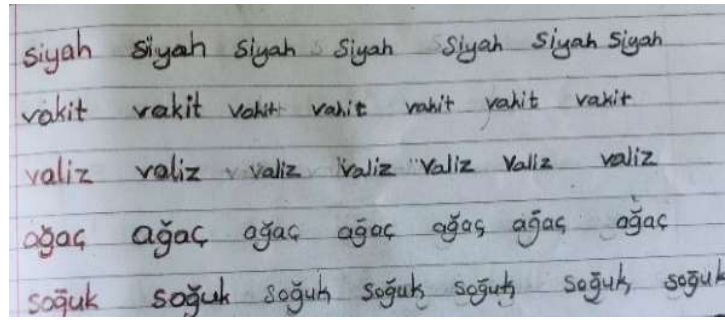 siyah siyah siyah siyah siyah siyah siyah
vakit vakit vakit vakit vakit vakit vakit
valiz valiz valiz valiz valiz valiz valiz
ağaç ağaç ağaç ağaç ağaç ağaç ağaç
soğuk soğuk soğuk soğuk soğuk soğuk soğuk